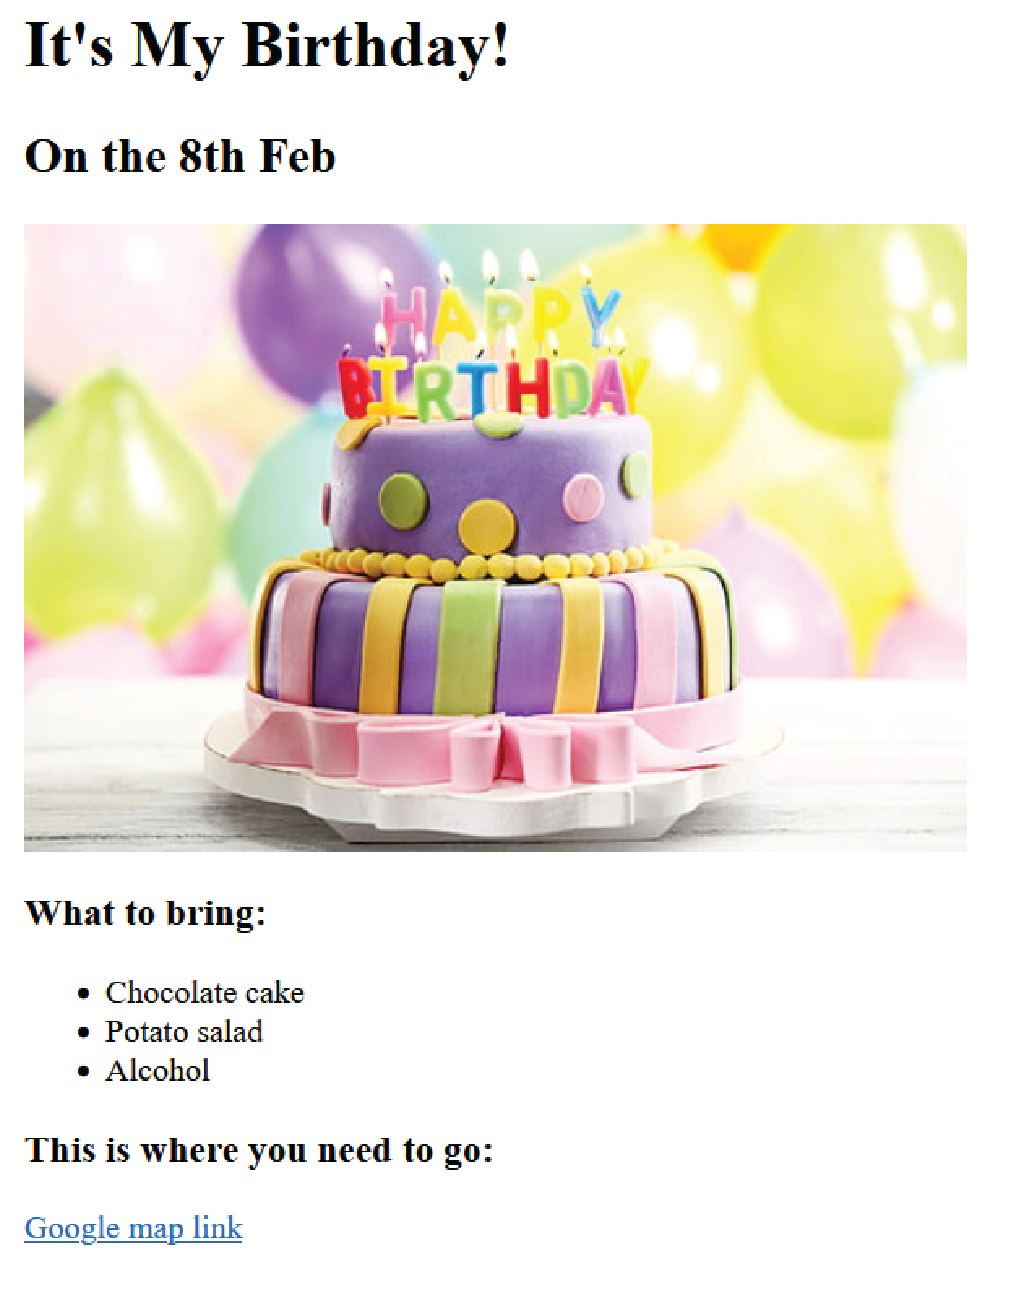 It's My Birthday!
On the 8th Feb
HAPPY
BIRTHDAY
What to bring:
Chocolate cake
Potato salad
Alcohol
This is where you need to go:
Google map link